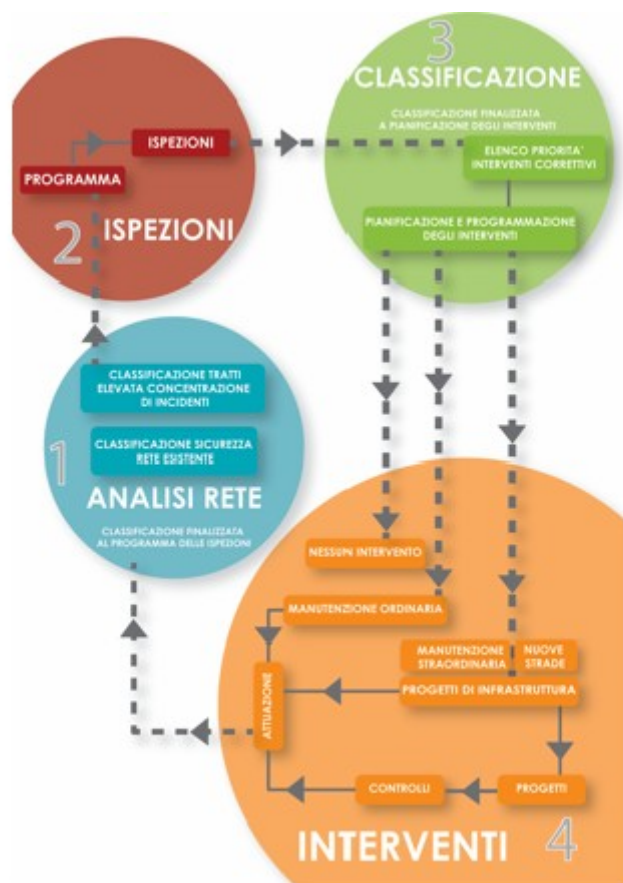 3
CLASSIFICAZIONE
CLASSIFICAZIONE FINALIZZATA
A PIANIFICAZIONE DEGLI INTERVENTI
ELENCO PRIORITA'
INTERVENTI CORRETTIVI
PIANIFICAZIONE E PROGRAMMAZIONE
DEGLI INTERVENTI
ISPEZIONI
PROGRAMMA
2
ISPEZIONI
CLASSIFICAZIONE TRATTI
ELEVATA CONCENTRAZIONE
DI INCIDENTI
CLASSIFICAZIONE SICUREZZA
RETE ESISTENTE
1
ANALISI RETE
CLASSIFICAZIONE FINALIZZATA
AL PROGRAMMA DELLE ISPEZIONI
NESSUN INTERVENTO
MANUTENZIONE ORDINARIA
MANUTENZIONE
STRAORDINARIA
NUOVE
STRADE
PROGETTI DI INFRASTRUTTURA
ATTUAZIONE
CONTROLLI
PROGETTI
INTERVENTI
4